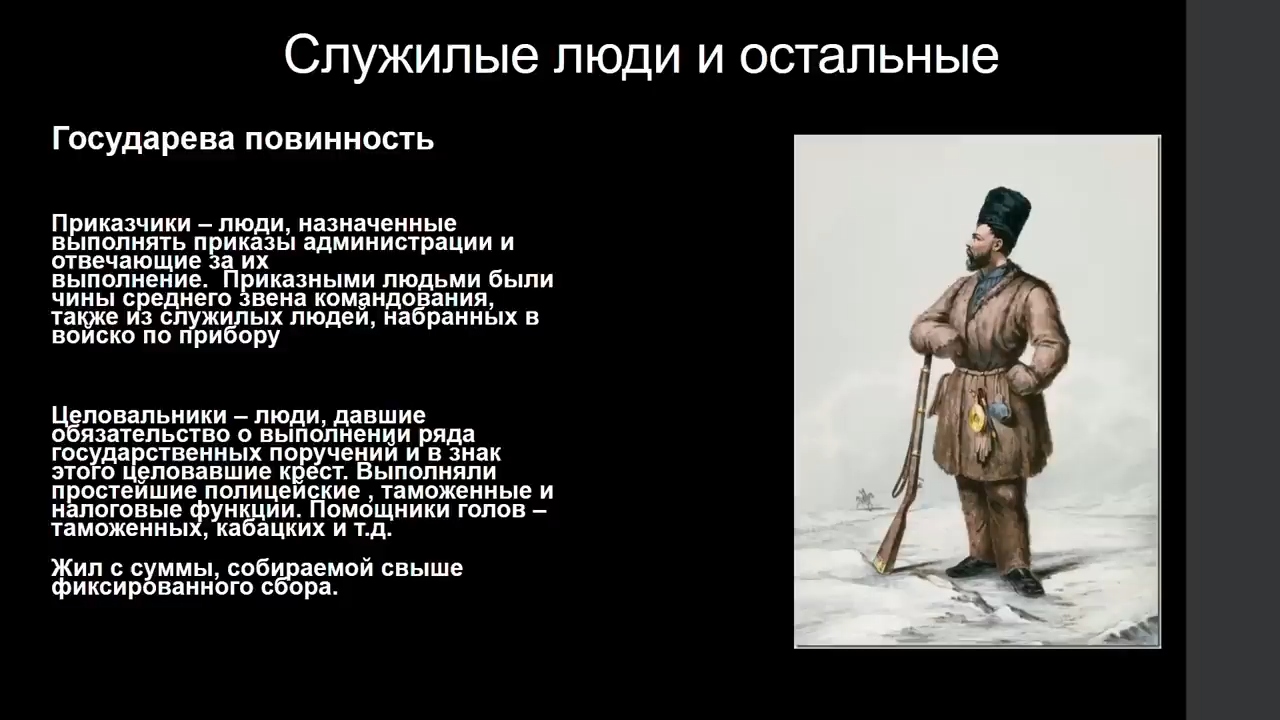 Служилые люди и остальные
Государева повинность
Приказчики – люди, назначенные
выполнять приказы администрации и
отвечающие за их
выполнение.  Приказными людьми были
чины среднего звена командования,
также из служилых людей, набранных в
войско по прибору
Целовальники – люди, давшие
обязательство о выполнении ряда
государственных поручений и в знак
этого целовавшие крест. Выполняли
простейшие полицейские , таможенные и
налоговые функции. Помощники голов –
таможенных, кабацких и т.д.
Жил с суммы, собираемой свыше
фиксированного сбора.